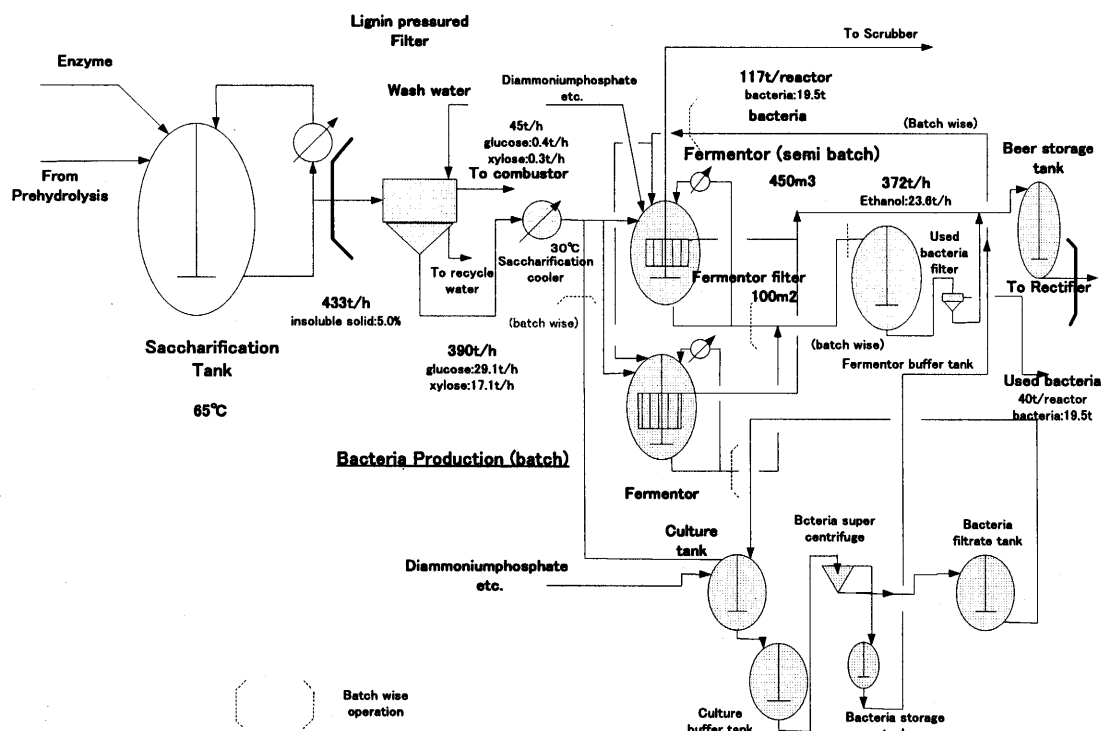 Lignin pressured
Filter
To Scrubber
Enzyme
Wash water
Diammoniumphosphate
etc.
117t/reactor
bacteria:19.5t
bacteria
(Batch wise)
45t/h
glucose:0.4t/h
xylose:0.3t/h
To combustor
Fermentor (semi batch)
450m3
Beer storage
tank
372t/h
Ethanol:23.6t/h
From
Prehydrolysis
30℃
Saccharification
cooler
Used
bacteria
filter
To recycle
water
Fermentor filter
100m2
To Rectifier
433t/h
insoluble solid:5.0%
(batch wise)
(batch wise)
Saccharification
Tank
65℃
390t/h
glucose:29.1t/h
xylose:17.1t/h
Fermentor buffer tank
Used bacteria
40t/reactor
bacteria:19.5t
Bacteria Production (batch)
Fermentor
Culture
tank
Bcteria super
centrifuge
Bacteria
filtrate tank
Diammoniumphosphate
etc.
Batch wise
operation
Culture
buffer tank
Bacteria storage